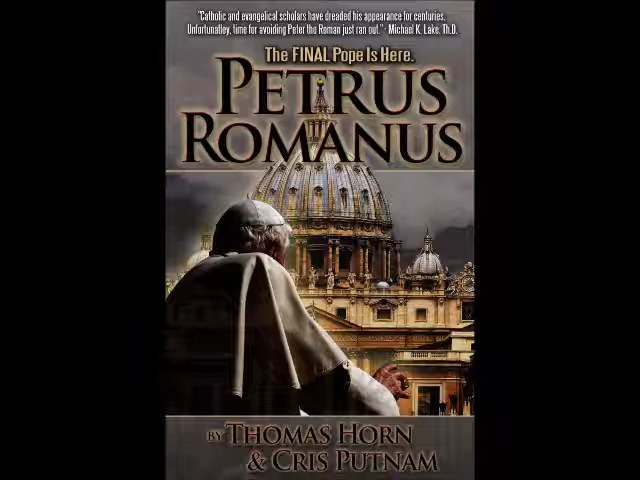 "Catholic and evangelical scholars have dreaded his appearance for centuries.
Unfortunatley, time for avoiding Peter the Roman just ran out." - Michael K. Lake, Th.D.
The FINAL Pope Is Here.
PETRUS
ROMANUS
BY THOMAS HORN
& CRIS PUTNAM